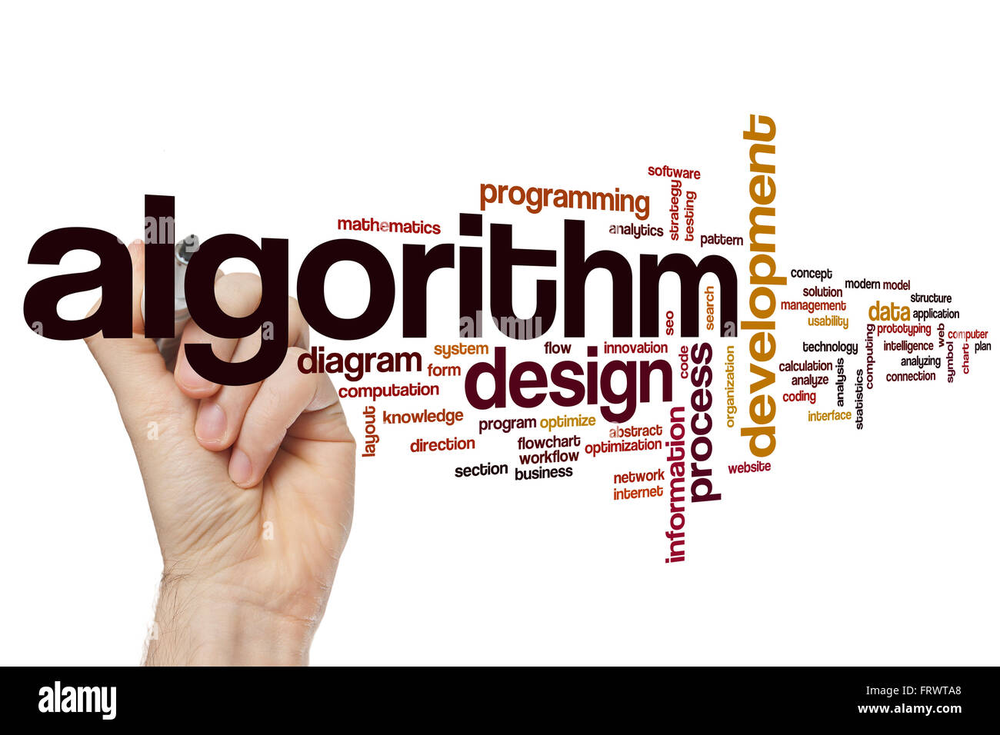 software
programming
strategy
testing
development
mathematics
analytics
pattern
algorithm
concept
modern model
solution
structure
management
data
application
usability
prototyping
web
computer
seo
search
diagram
system
flow
innovation
code
technology
computing
intelligence
symbol
chart
plan
form
design
process
organization
calculation
analysis
analyzing
computation
analyze
statistics
connection
coding
layout
knowledge
program
optimize
abstract
information
interface
direction
flowchart
optimization
workflow
section
business
network
website
internet
a
alamy stock photo
FRWTA8
www.alamy.com